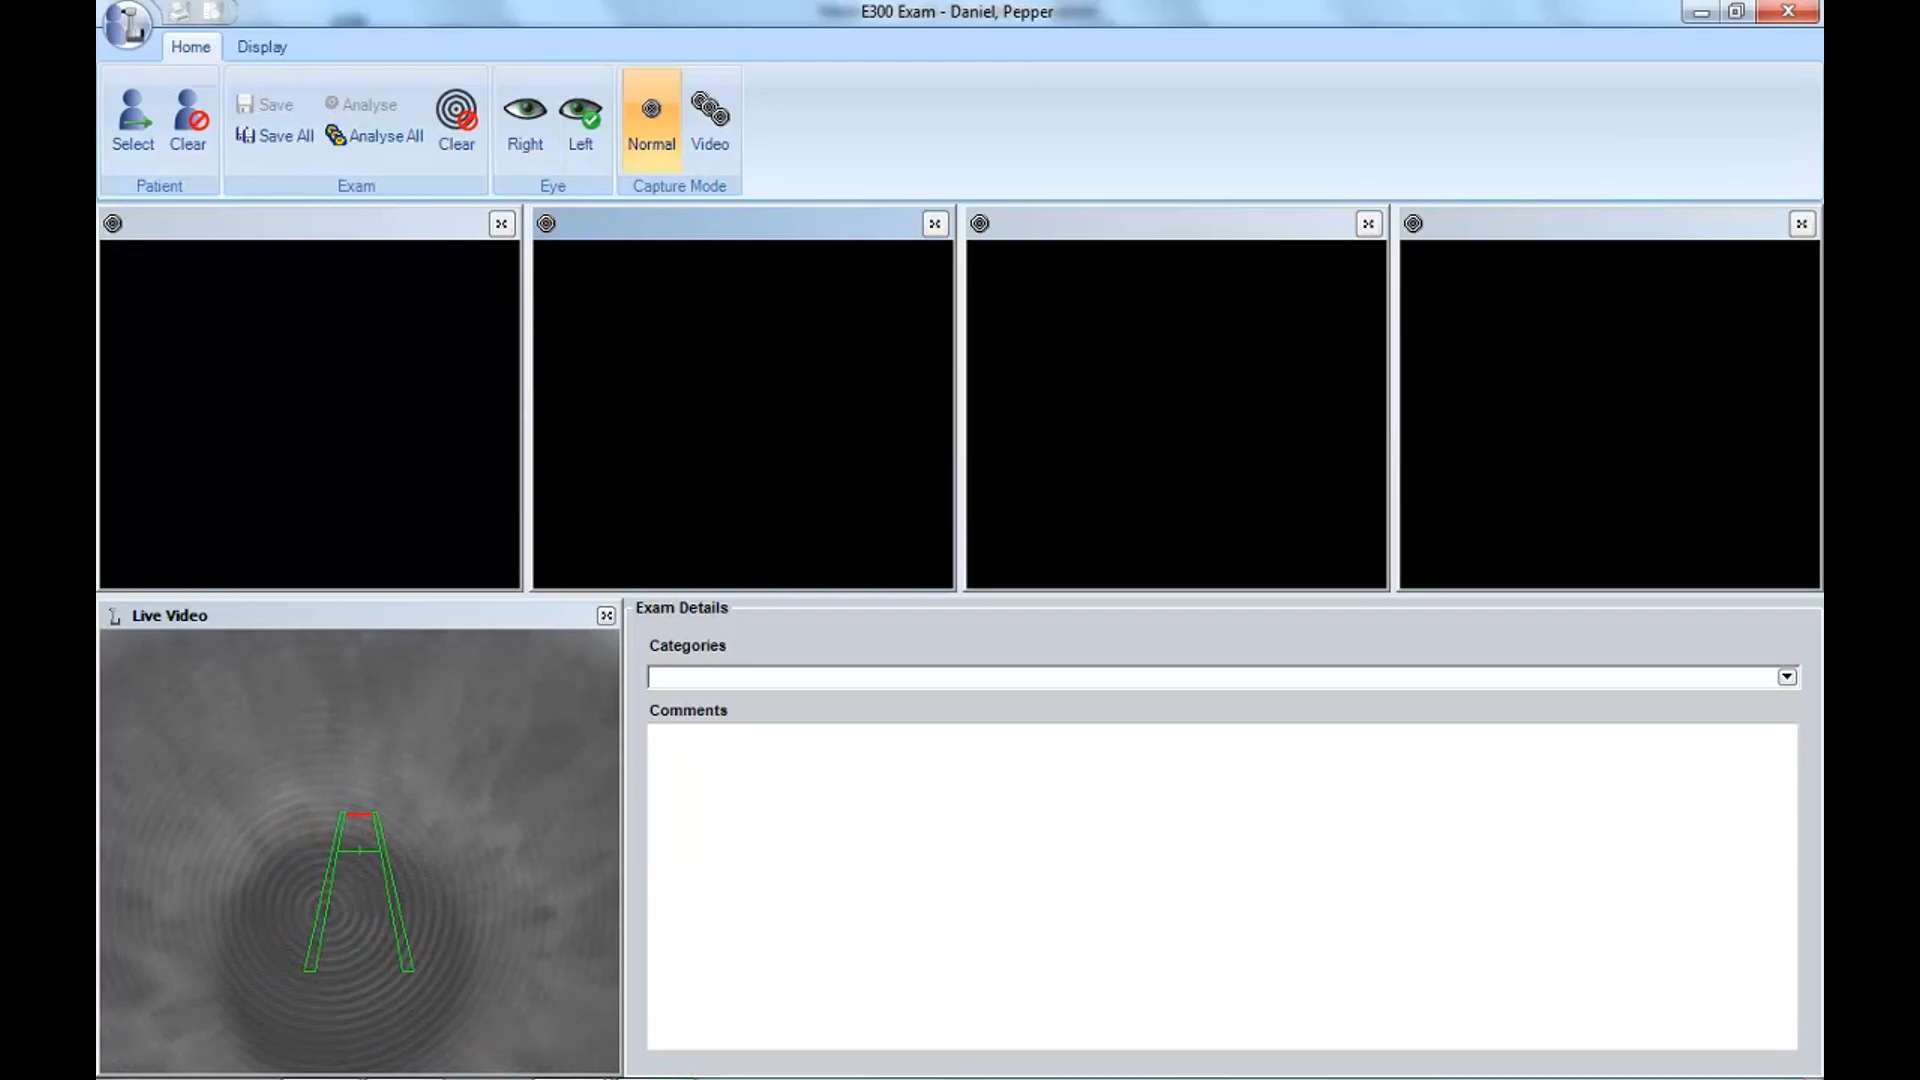 E300 Exam - Daniel, Pepper
Home Display
Select Clear
Patient
Save Analyse
Save All Analyse All Clear
Exam
Right Left
Eye
Normal Video
Capture Mode
Live Video
Exam Details
Categories
Comments